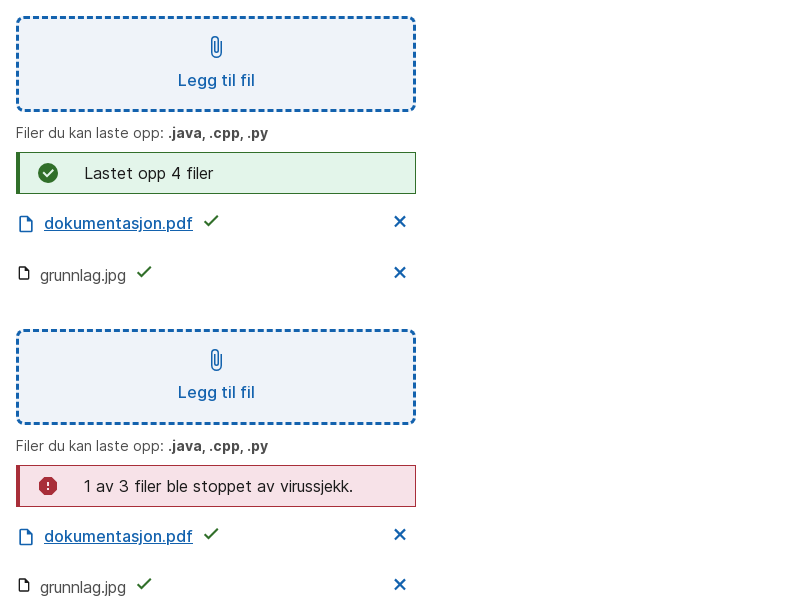 Legg til fil
Filer du kan laste opp: .java, .cpp, .py
Lastet opp 4 filer
dokumentasjon.pdf
grunnlag.jpg
Legg til fil
Filer du kan laste opp: .java, .cpp, .py
1 av 3 filer ble stoppet av virussjekk.
dokumentasjon.pdf
grunnlag.jpg